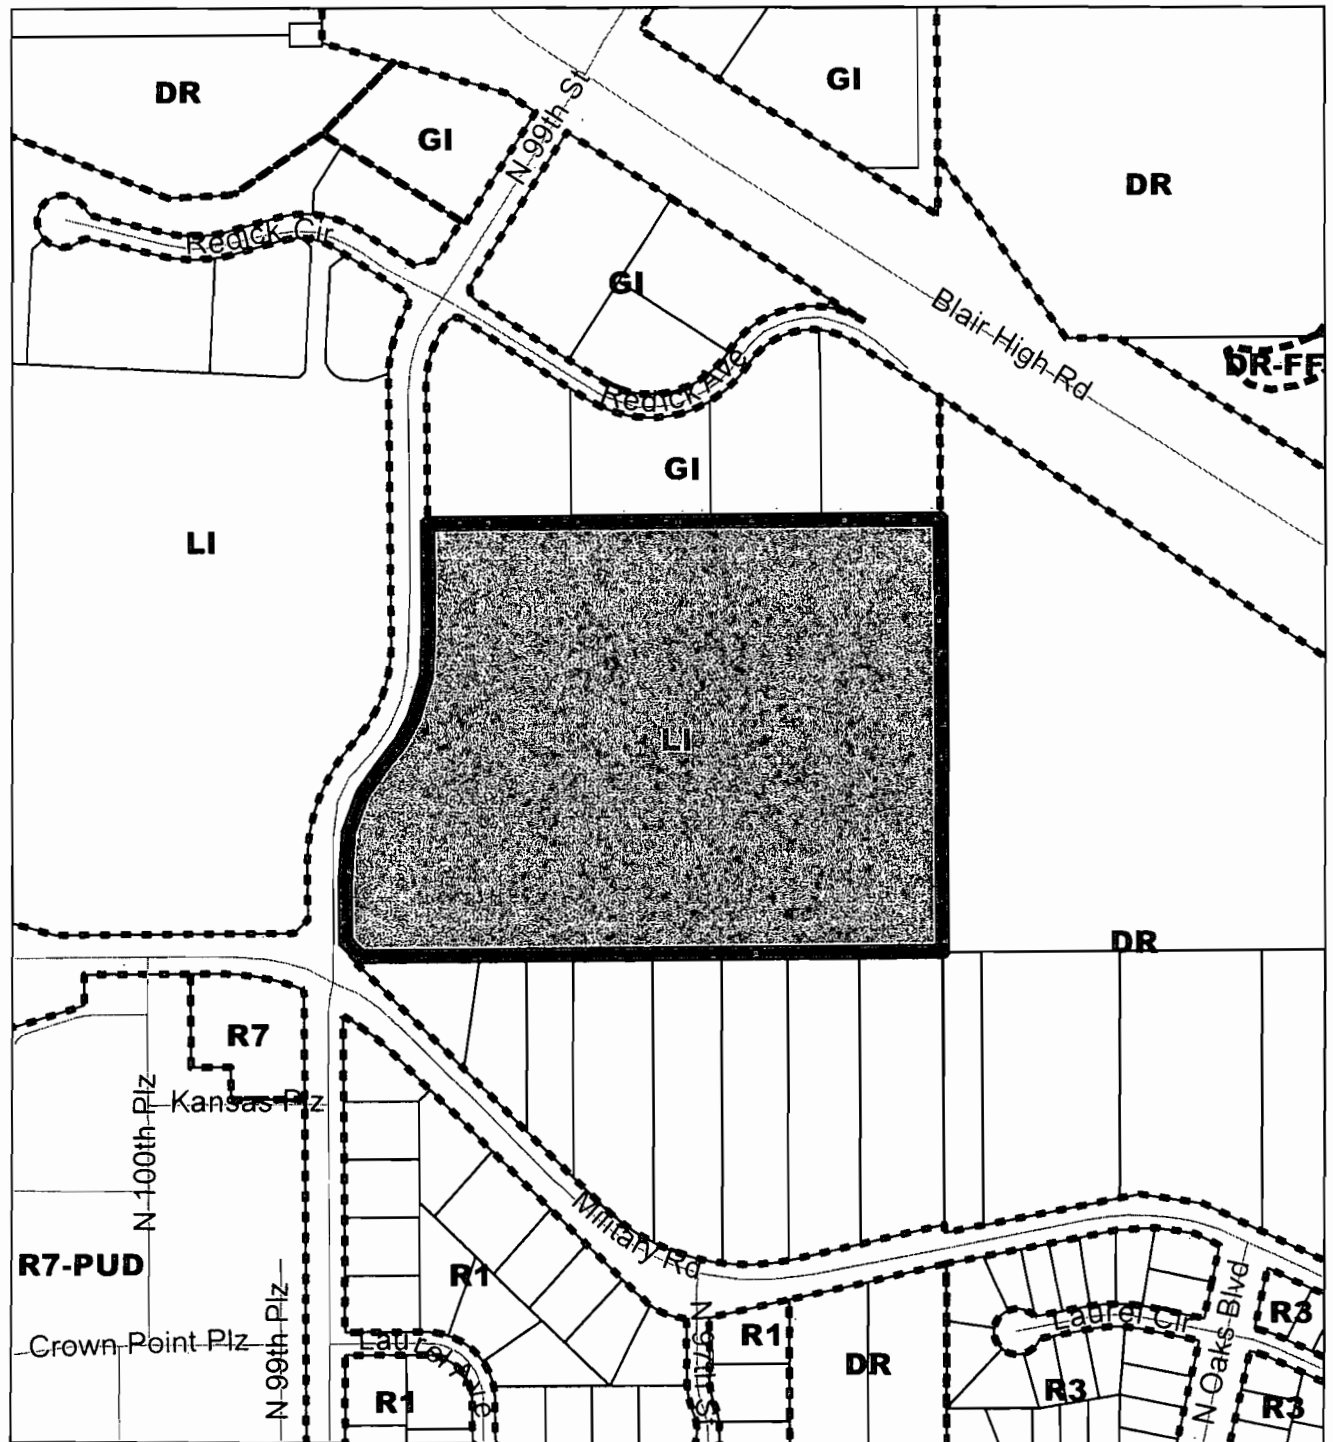 GI
DR
N 99th St
GI
DR
Redick Cir
GI
Blair High Rd
DR-FF
Redick Ave
GI
LI
LI
DR
R7
Kansas Plz
N 100th Plz
Military Rd
R7-PUD
R1
N 99th Plz
Crown Point Plz
Laurel Ave
N 97th St
R1
DR
Laurel Cir
N Oaks Blvd
R3
R1
R3
R3